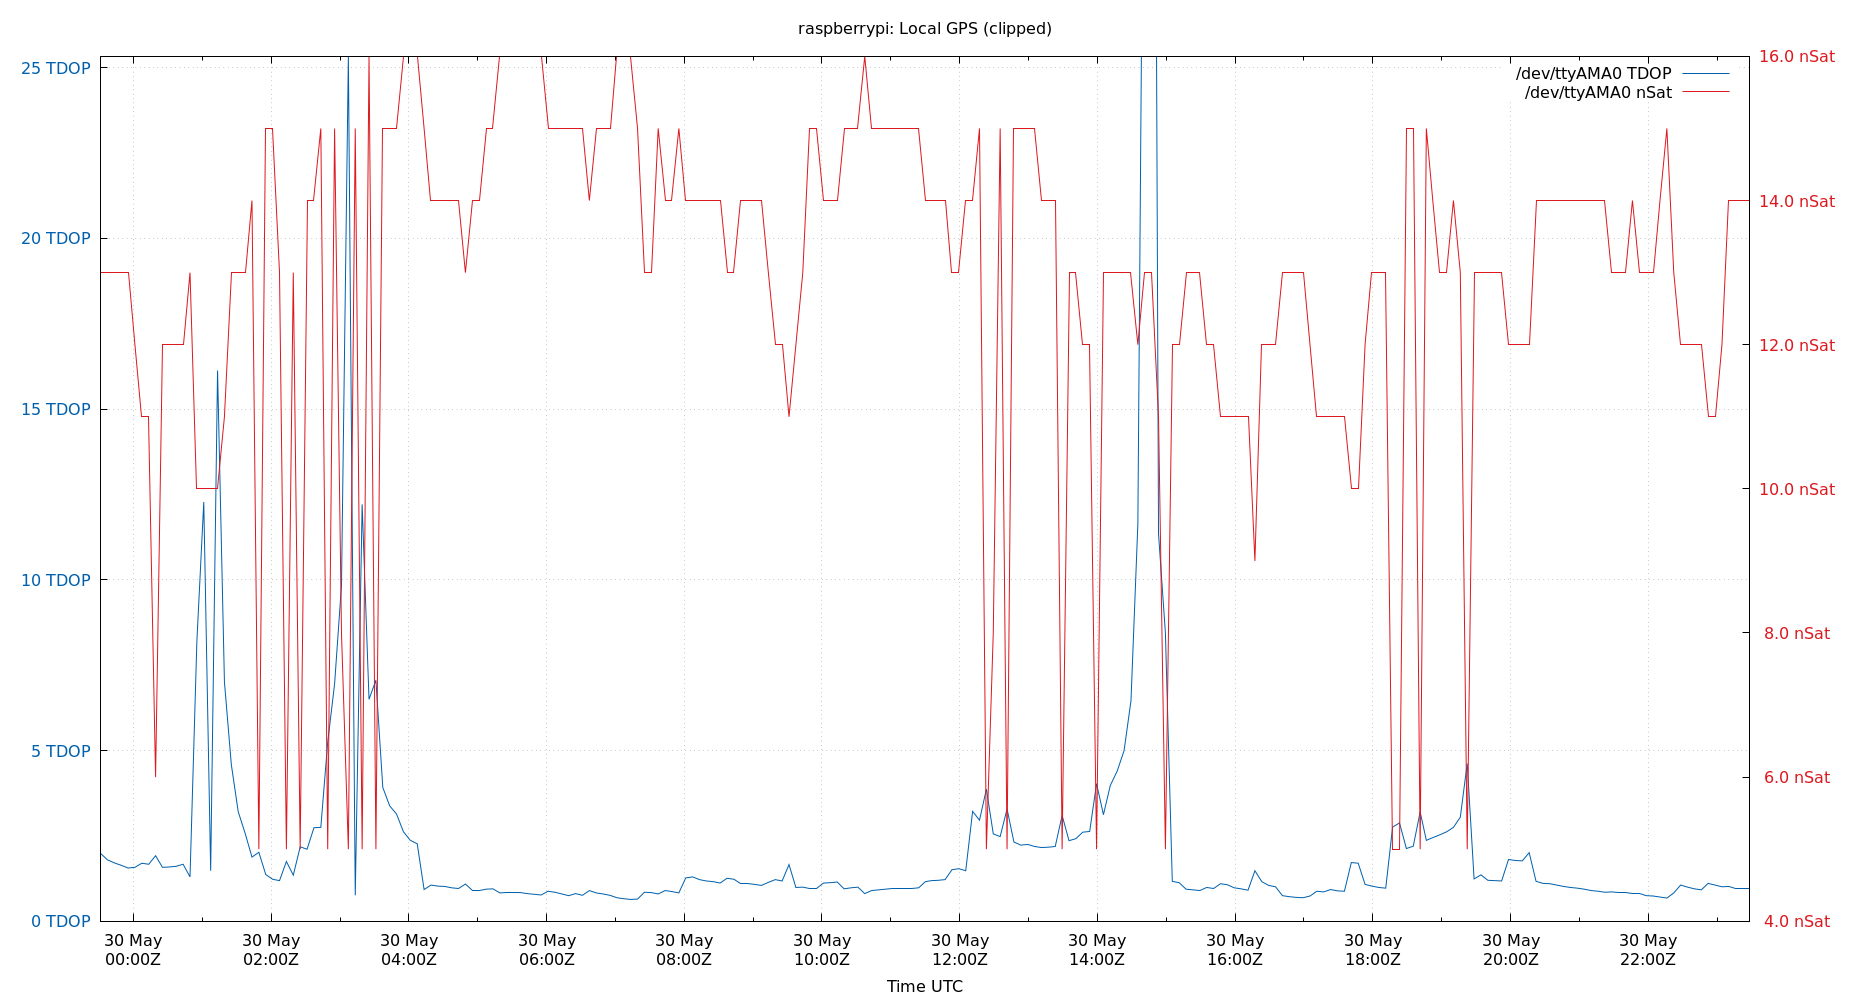 raspberrypi: Local GPS (clipped)
25 TDOP
20 TDOP
15 TDOP
10 TDOP
5 TDOP
0 TDOP
16.0 nSat
14.0 nSat
12.0 nSat
10.0 nSat
8.0 nSat
6.0 nSat
4.0 nSat
/dev/ttyAMA0 TDOP
/dev/ttyAMA0 nSat
30 May 30 May 30 May 30 May 30 May 30 May 30 May 30 May 30 May 30 May 30 May 30 May
00:00Z 02:00Z 04:00Z 06:00Z 08:00Z 10:00Z 12:00Z 14:00Z 16:00Z 18:00Z 20:00Z 22:00Z
Time UTC